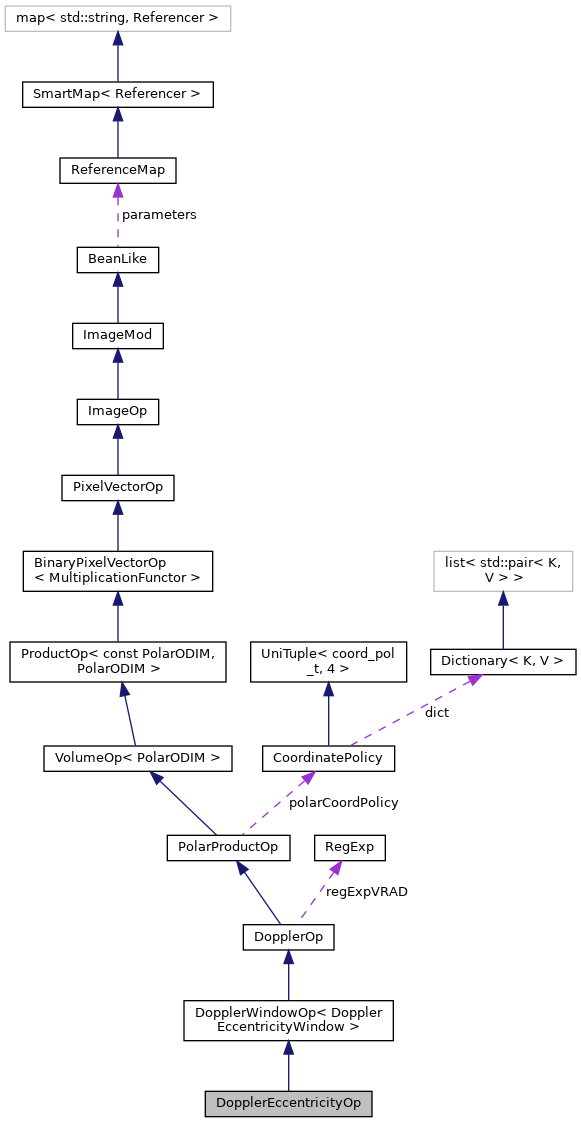 map< std::string, Referencer >
SmartMap< Referencer >
ReferenceMap
parameters
BeanLike
ImageMod
ImageOp
PixelVectorOp
BinaryPixelVectorOp
< MultiplicationFunctor >
list< std::pair< K,
V > >
ProductOp< const PolarODIM,
PolarODIM >
UniTuple< coord_pol
_t, 4 >
Dictionary< K, V >
dict
VolumeOp< PolarODIM >
CoordinatePolicy
polarCoordPolicy
PolarProductOp
RegExp
regExpVRAD
DopplerOp
DopplerWindowOp< Doppler
EccentricityWindow >
DopplerEccentricityOp